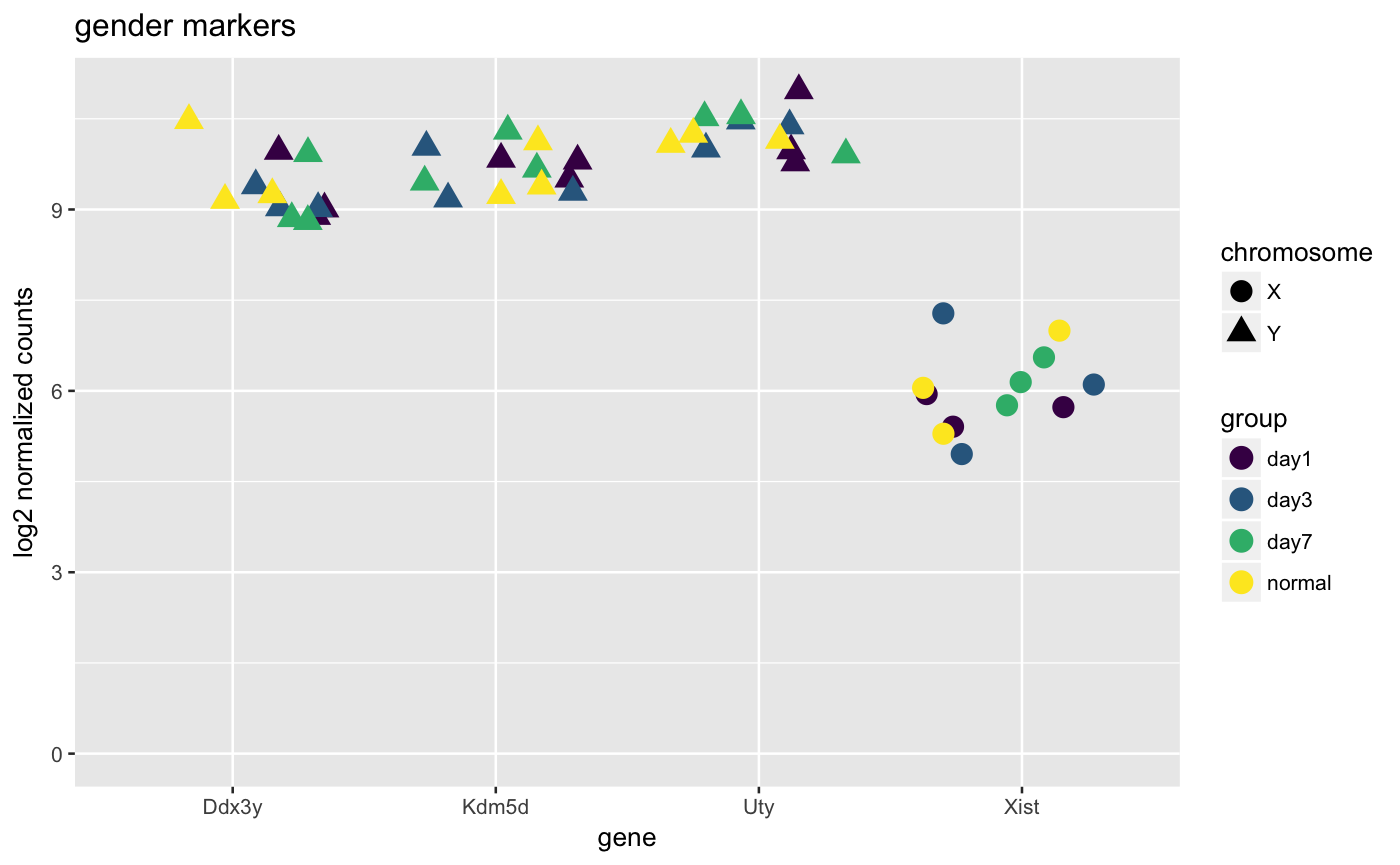 gender markers
log2 normalized counts
9
6
3
0
Ddx3y Kdm5d Uty Xist
gene
chromosome
X
Y
group
day1
day3
day7
normal